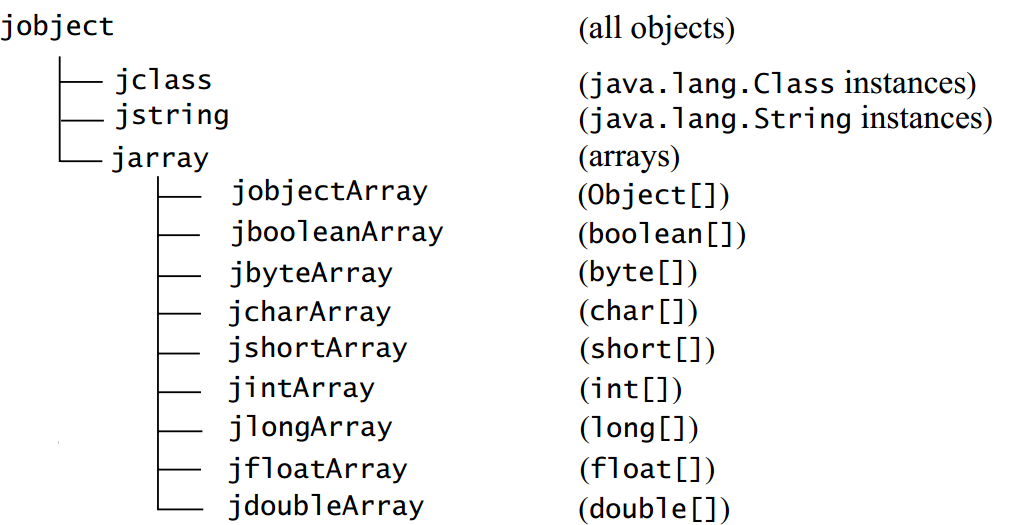 jobject (all objects)
jclass (java.lang.Class instances)
jstring (java.lang.String instances)
jarray (arrays)
jobjectArray (Object[])
jbooleanArray (boolean[])
jbyteArray (byte[])
jcharArray (char[])
jshortArray (short[])
jintArray (int[])
jlongArray (long[])
jfloatArray (float[])
jdoubleArray (double[])